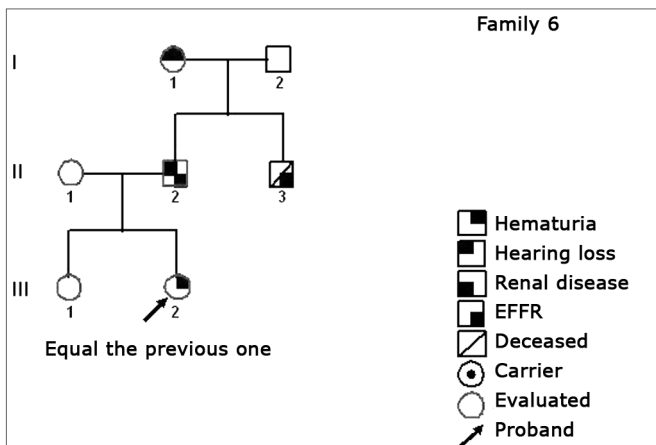 Family 6
I
1
2
II
1
2
3
III
1
2
Equal the previous one
Hematuria
Hearing loss
Renal disease
EFFR
Deceased
Carrier
Evaluated
Proband